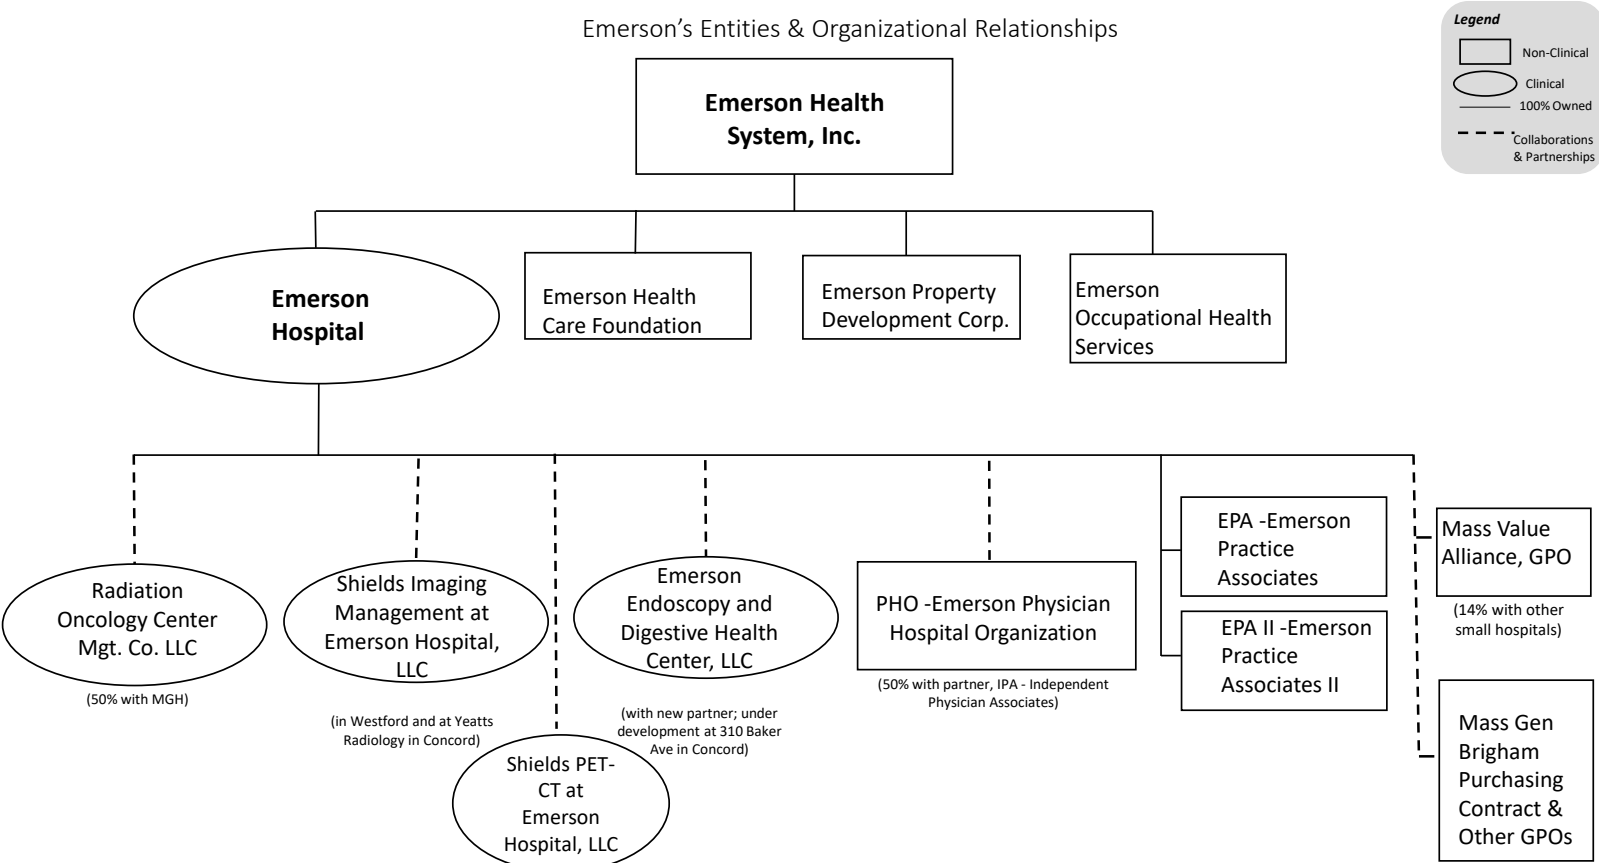 Emerson’s Entities & Organizational Relationships
Legend
Non-Clinical
Clinical
100% Owned
Collaborations
& Partnerships
Emerson Health
System, Inc.
Emerson
Hospital
Emerson Health
Care Foundation
Emerson Property
Development Corp.
Emerson
Occupational Health
Services
Radiation
Oncology Center
Mgt. Co. LLC
(50% with MGH)
Shields Imaging
Management at
Emerson Hospital,
LLC
(in Westford and at Yeatts
Radiology in Concord)
Shields PET-
CT at
Emerson
Hospital, LLC
Emerson
Endoscopy and
Digestive Health
Center, LLC
(with new partner; under
development at 310 Baker
Ave in Concord)
PHO -Emerson Physician
Hospital Organization
(50% with partner, IPA - Independent
Physician Associates)
EPA -Emerson
Practice
Associates
EPA II -Emerson
Practice
Associates II
Mass Value
Alliance, GPO
(14% with other
small hospitals)
Mass Gen
Brigham
Purchasing
Contract &
Other GPOs